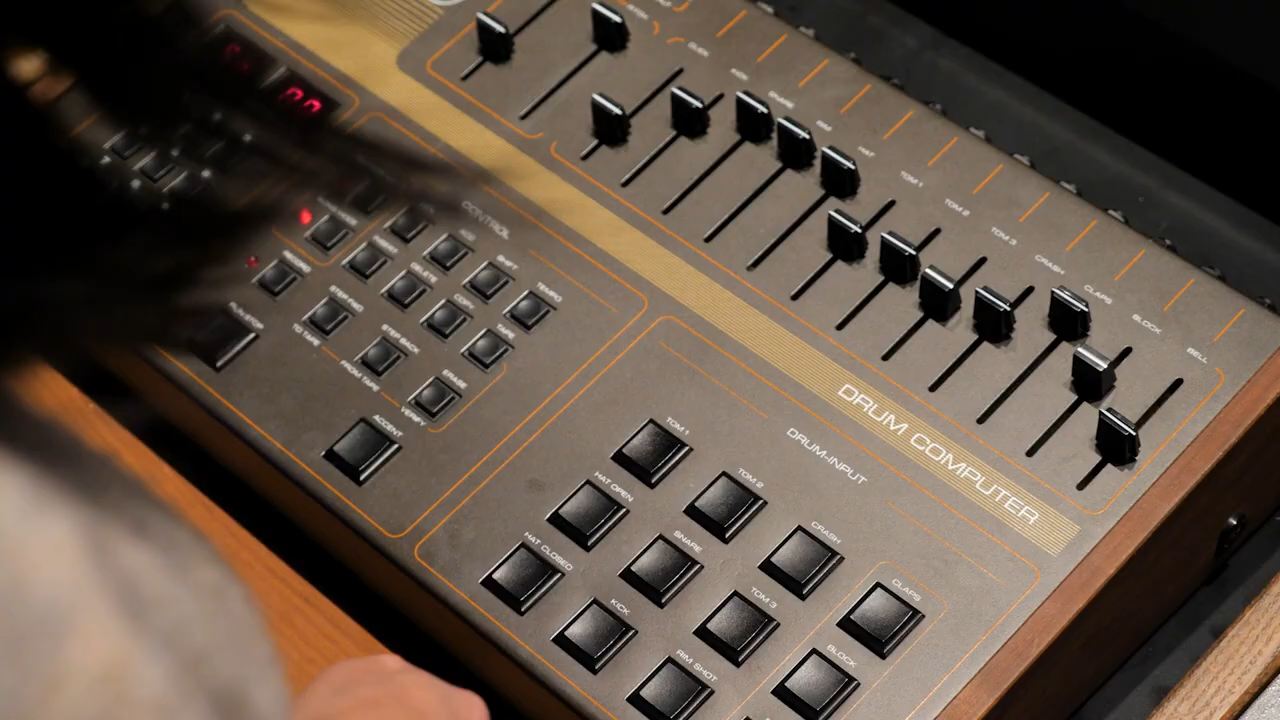 CLICK
KICK
SNARE
RIM
HAT
TOM 1
TOM 2
TOM 3
CRASH
CLAPS
BLOCK
BELL
DRUM COMPUTER
CONTROL
SHIFT
TEMPO
DELETE
COPY
TAPE
RECORD
STEP FWD
STEP BACK
ERASE
TO TAPE
FROM TAPE
VERIFY
RUN/STOP
ACCENT
DRUM-INPUT
TOM 1
TOM 2
CRASH
CLAPS
HAT OPEN
SNARE
TOM 3
BLOCK
HAT CLOSED
KICK
RIM SHOT